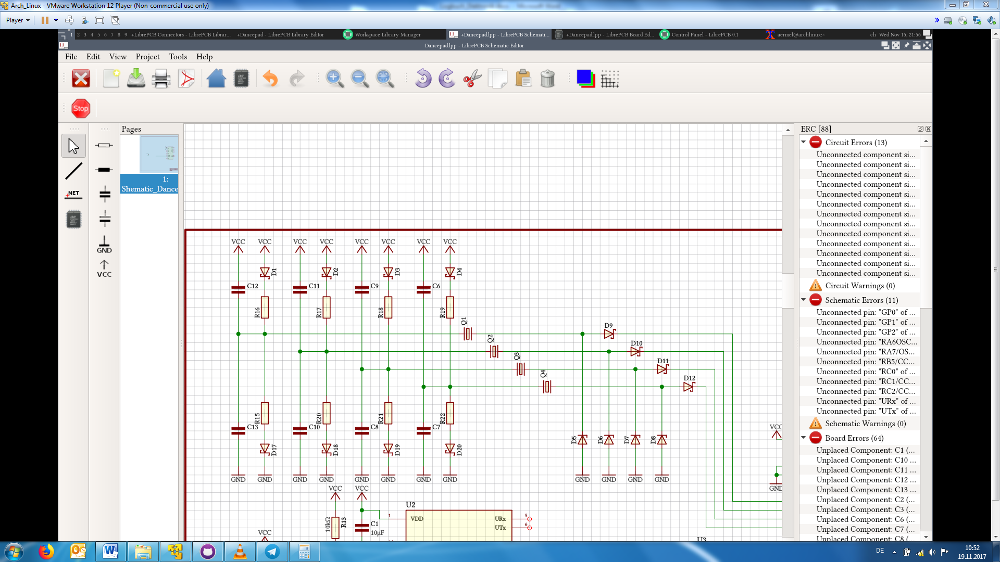 Arch_Linux - VMware Workstation 12 Player (Non-commercial use only)
Player
1 2 3 4 5 6 7 8 9 +LibrePCB Connectors - LibrePCB Librar... +Dancepad - LibrePCB Library Editor Workspace Library Manager +Dancepad.lpp - LibrePCB Schemati... +Dancepad.lpp - LibrePCB Board Ed... Control Panel - LibrePCB 0.1 aermel@archlinux:~ ch Wed Nov 15, 21:56
Dancepad.lpp - LibrePCB Schematic Editor
File Edit View Project Tools Help
Stop
NET
GND
VCC
Pages
1:
Shematic_Dance
VCC VCC VCC VCC VCC VCC VCC VCC
D1 D2 D3 D4
C12 C11 C9 C6
R16 R17 R18 R19
Q1
Q2
Q3
Q4
D9
D10
D11
D12
R15 R20 R21 R22
C13 C10 C8 C7
D17 D18 D19 D20
D5 D6 D7 D8
GND GND GND GND GND GND GND GND
GND GND GND GND
VCC
GND
VCC VCC
U2
1 VDD
URx 5
UTx 6
10kΩ R13
C1
10µF
VCC
U3
ERC [88]
Circuit Errors (13)
Unconnected component si...
Unconnected component si...
Unconnected component si...
Unconnected component si...
Unconnected component si...
Unconnected component si...
Unconnected component si...
Unconnected component si...
Unconnected component si...
Unconnected component si...
Unconnected component si...
Unconnected component si...
Unconnected component si...
Circuit Warnings (0)
Schematic Errors (11)
Unconnected pin: "GP0" of ...
Unconnected pin: "GP1" of ...
Unconnected pin: "GP2" of ...
Unconnected pin: "RA6OSC...
Unconnected pin: "RA7/OS...
Unconnected pin: "RB5/CC...
Unconnected pin: "RC0" of ...
Unconnected pin: "RC1/CC...
Unconnected pin: "RC2/CC...
Unconnected pin: "URx" of ...
Unconnected pin: "UTx" of ...
Schematic Warnings (0)
Board Errors (64)
Unplaced Component: C1 (...
Unplaced Component: C10 ...
Unplaced Component: C11 ...
Unplaced Component: C12 ...
Unplaced Component: C13 ...
Unplaced Component: C2 (...
Unplaced Component: C3 (...
Unplaced Component: C6 (...
Unplaced Component: C7 (...
Unplaced Component: C8 (...
DE
10:52
19.11.2017